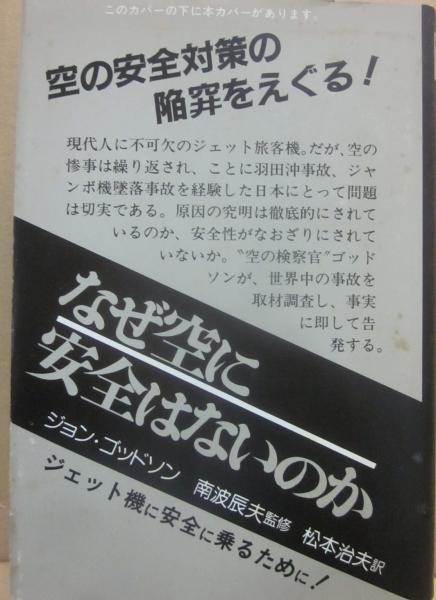 このカバーの下に本カバーがあります。
空の安全対策の
陥穽をえぐる!
現代人に不可欠のジェット旅客機。だが、空の
惨事は繰り返され、ことに羽田沖事故、ジャ
ンボ機墜落事故を経験した日本にとって問題
は切実である。原因の究明は徹底的にされて
いるのか、安全性がなおざりにされて
いないか。〝空の検察官〟ゴッド
ソンが、世界中の事故を
取材調査し、事実
に即して告
発する。
なぜ空に
安全はないのか
ジョン・ゴッドソン 南波辰夫監修 松本治夫訳
ジェット機に安全に乗るために!